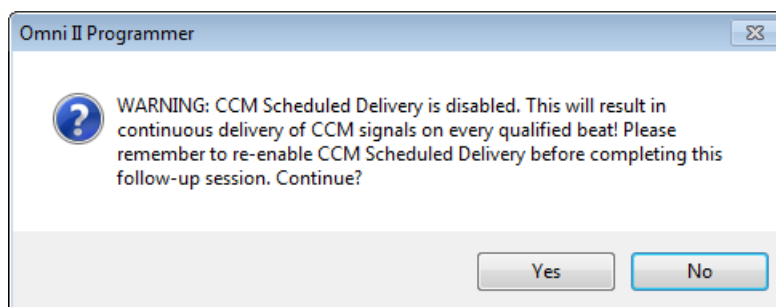 Omni II Programmer
WARNING: CCM Scheduled Delivery is disabled. This will result in
continuous delivery of CCM signals on every qualified beat! Please
remember to re-enable CCM Scheduled Delivery before completing this
follow-up session. Continue?
Yes
No